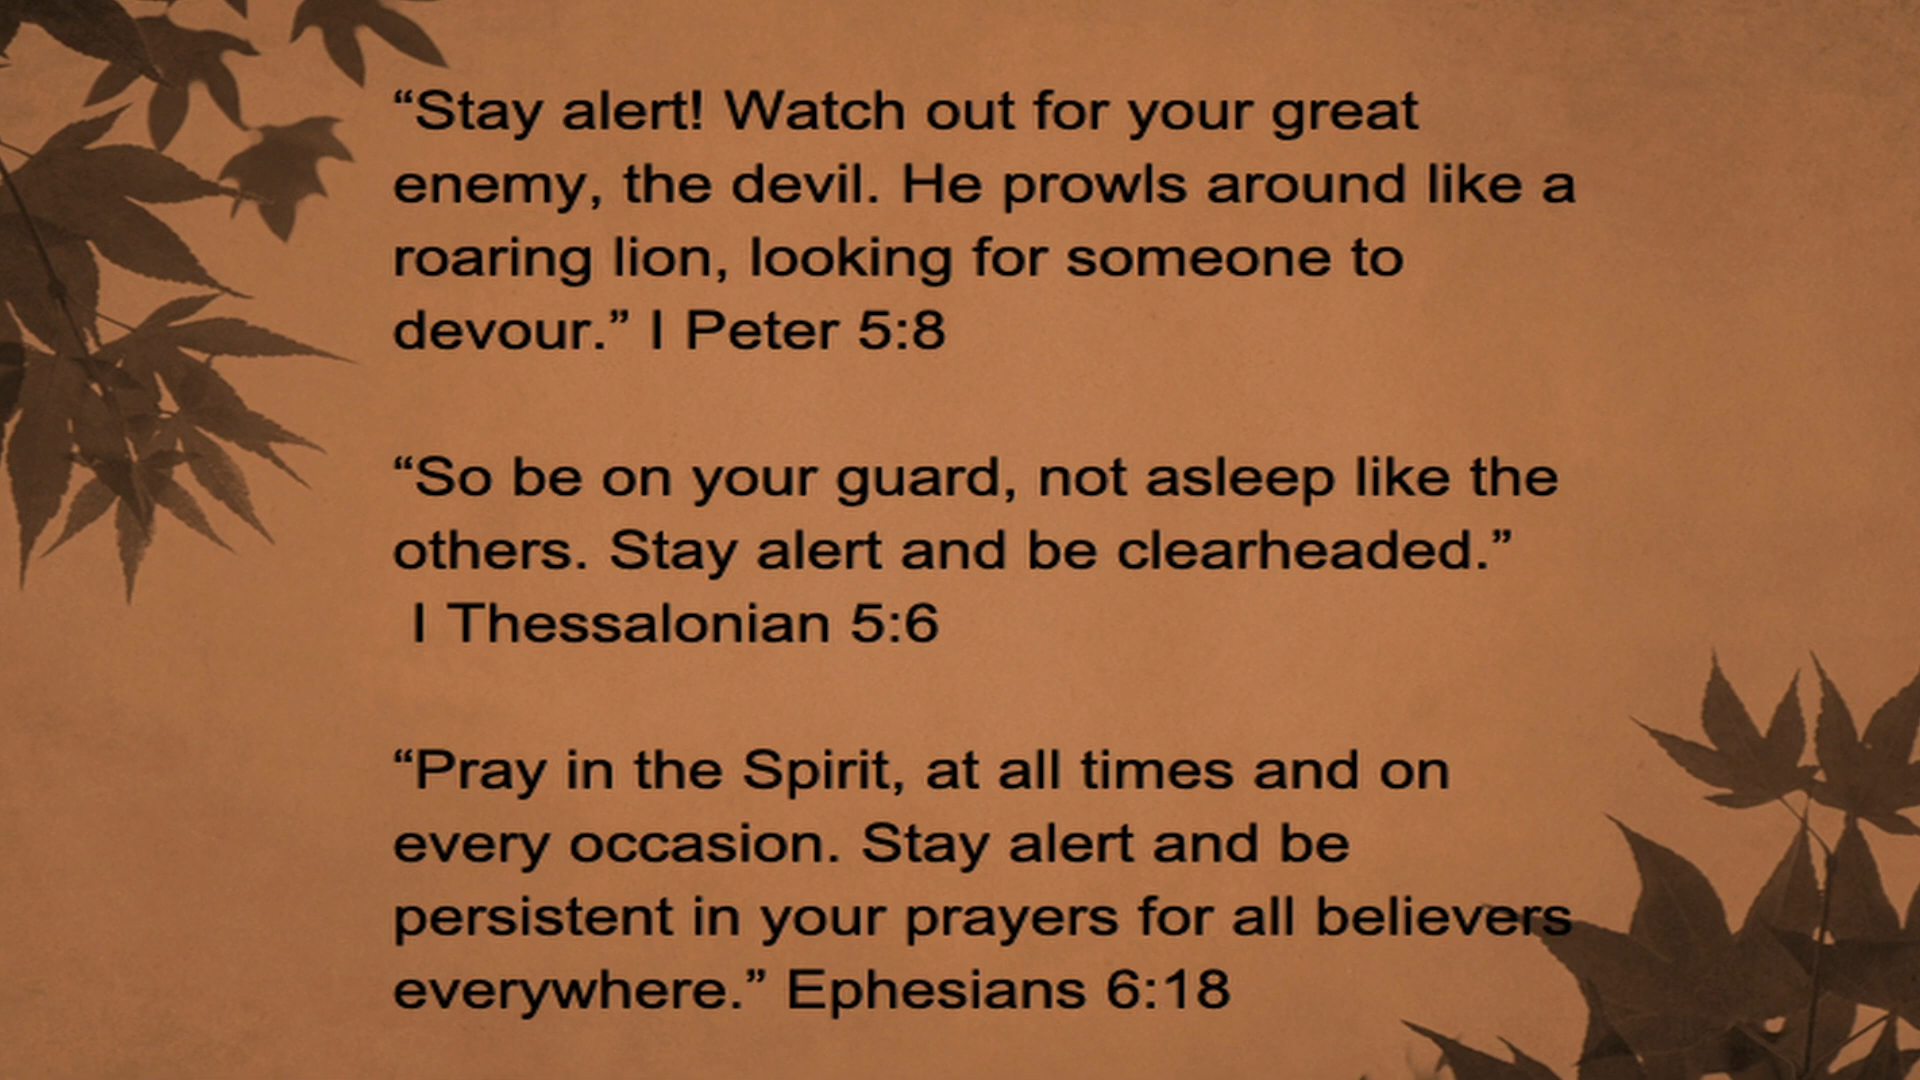 “Stay alert! Watch out for your great
enemy, the devil. He prowls around like a
roaring lion, looking for someone to
devour.” I Peter 5:8
“So be on your guard, not asleep like the
others. Stay alert and be clearheaded.”
I Thessalonian 5:6
“Pray in the Spirit, at all times and on
every occasion. Stay alert and be
persistent in your prayers for all believers
everywhere.” Ephesians 6:18